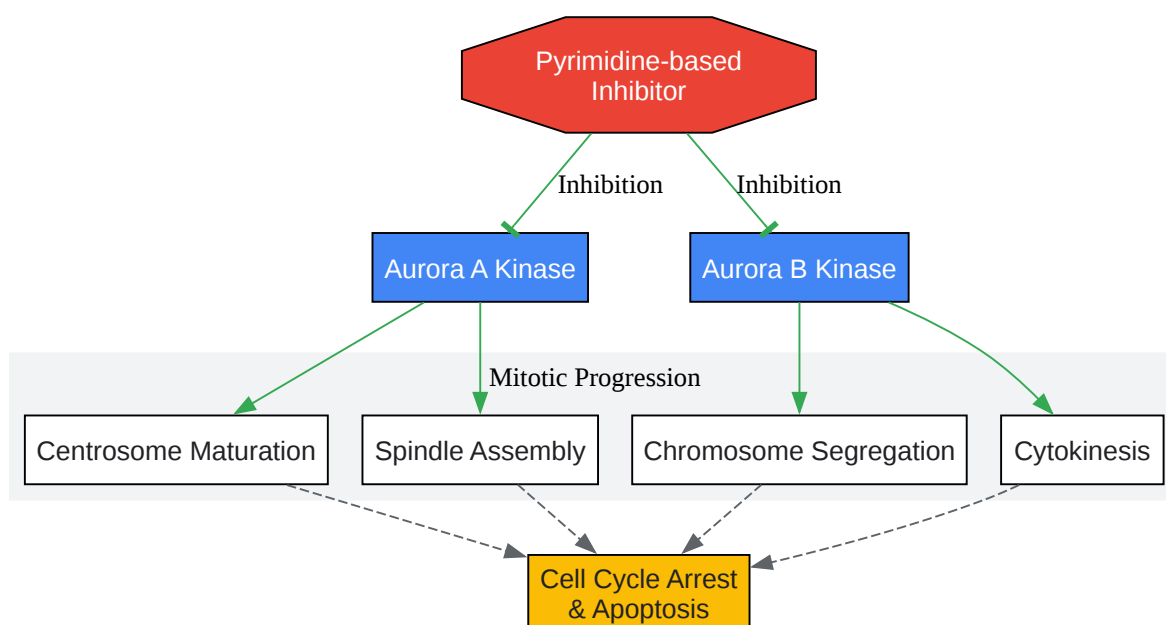 Pyrimidine-based
Inhibitor
Inhibition
Inhibition
Aurora A Kinase
Aurora B Kinase
Mitotic Progression
Centrosome Maturation
Spindle Assembly
Chromosome Segregation
Cytokinesis
Cell Cycle Arrest
& Apoptosis